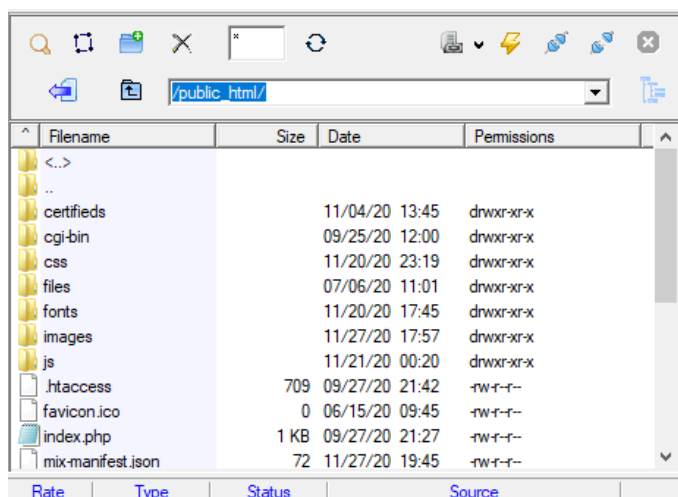 *
/public_html/
^ Filename Size Date Permissions
<..>
..
certifieds 11/04/20 13:45 drwxr-xr-x
cgi-bin 09/25/20 12:00 drwxr-xr-x
css 11/20/20 23:19 drwxr-xr-x
files 07/06/20 11:01 drwxr-xr-x
fonts 11/20/20 17:45 drwxr-xr-x
images 11/27/20 17:57 drwxr-xr-x
js 11/21/20 00:20 drwxr-xr-x
.htaccess 709 09/27/20 21:42 -rw-r--r--
favicon.ico 0 06/15/20 09:45 -rw-r--r--
index.php 1 KB 09/27/20 21:27 -rw-r--r--
mix-manifest.json 72 11/27/20 19:45 -rw-r--r--
Rate Type Status Source